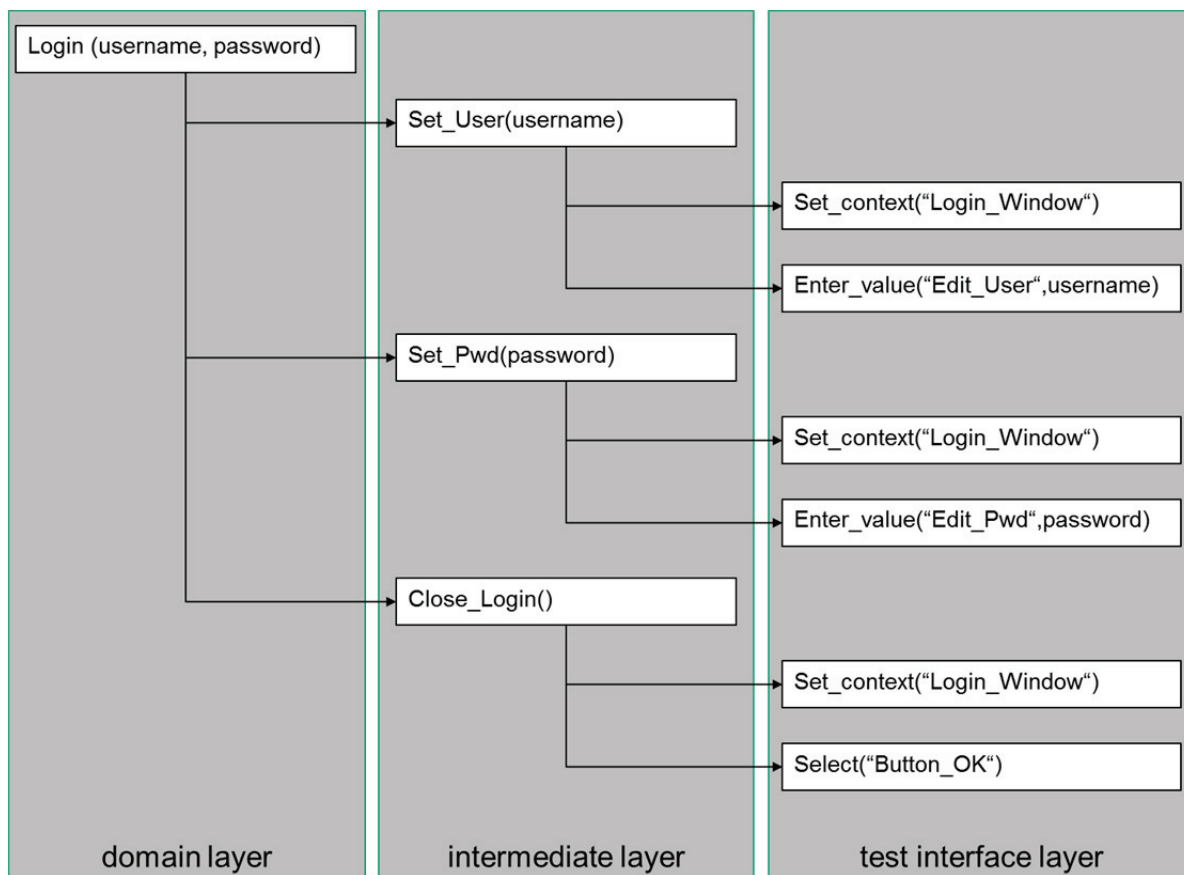 Login (username, password)
Set_User(username)
Set_context(“Login_Window“)
Enter_value(“Edit_User“,username)
Set_Pwd(password)
Set_context(“Login_Window“)
Enter_value(“Edit_Pwd“,password)
Close_Login()
Set_context(“Login_Window“)
Select(“Button_OK“)
domain layer
intermediate layer
test interface layer